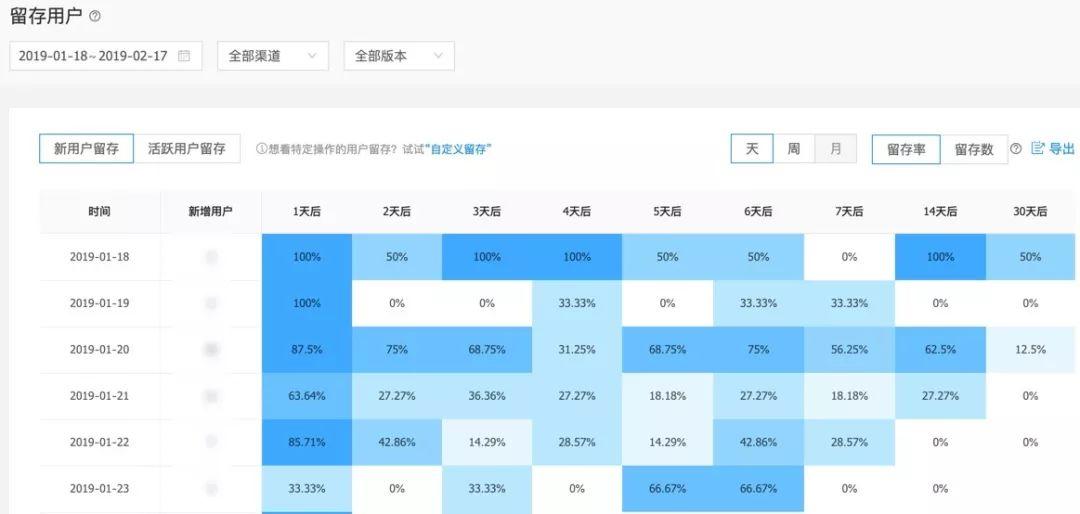 留存用户
2019-01-18~2019-02-17 全部渠道 全部版本
新用户留存 活跃用户留存 想看特定操作的用户留存？试试“自定义留存” 天 周 月 留存率 留存数 导出
时间 新增用户 1天后 2天后 3天后 4天后 5天后 6天后 7天后 14天后 30天后
2019-01-18 100% 50% 100% 100% 50% 50% 0% 100% 50%
2019-01-19 100% 0% 0% 33.33% 0% 33.33% 33.33% 0% 0%
2019-01-20 87.5% 75% 68.75% 31.25% 68.75% 75% 56.25% 62.5% 12.5%
2019-01-21 63.64% 27.27% 36.36% 27.27% 18.18% 27.27% 18.18% 27.27% 0%
2019-01-22 85.71% 42.86% 14.29% 28.57% 14.29% 42.86% 28.57% 0% 0%
2019-01-23 33.33% 0% 33.33% 0% 66.67% 66.67% 0% 0%